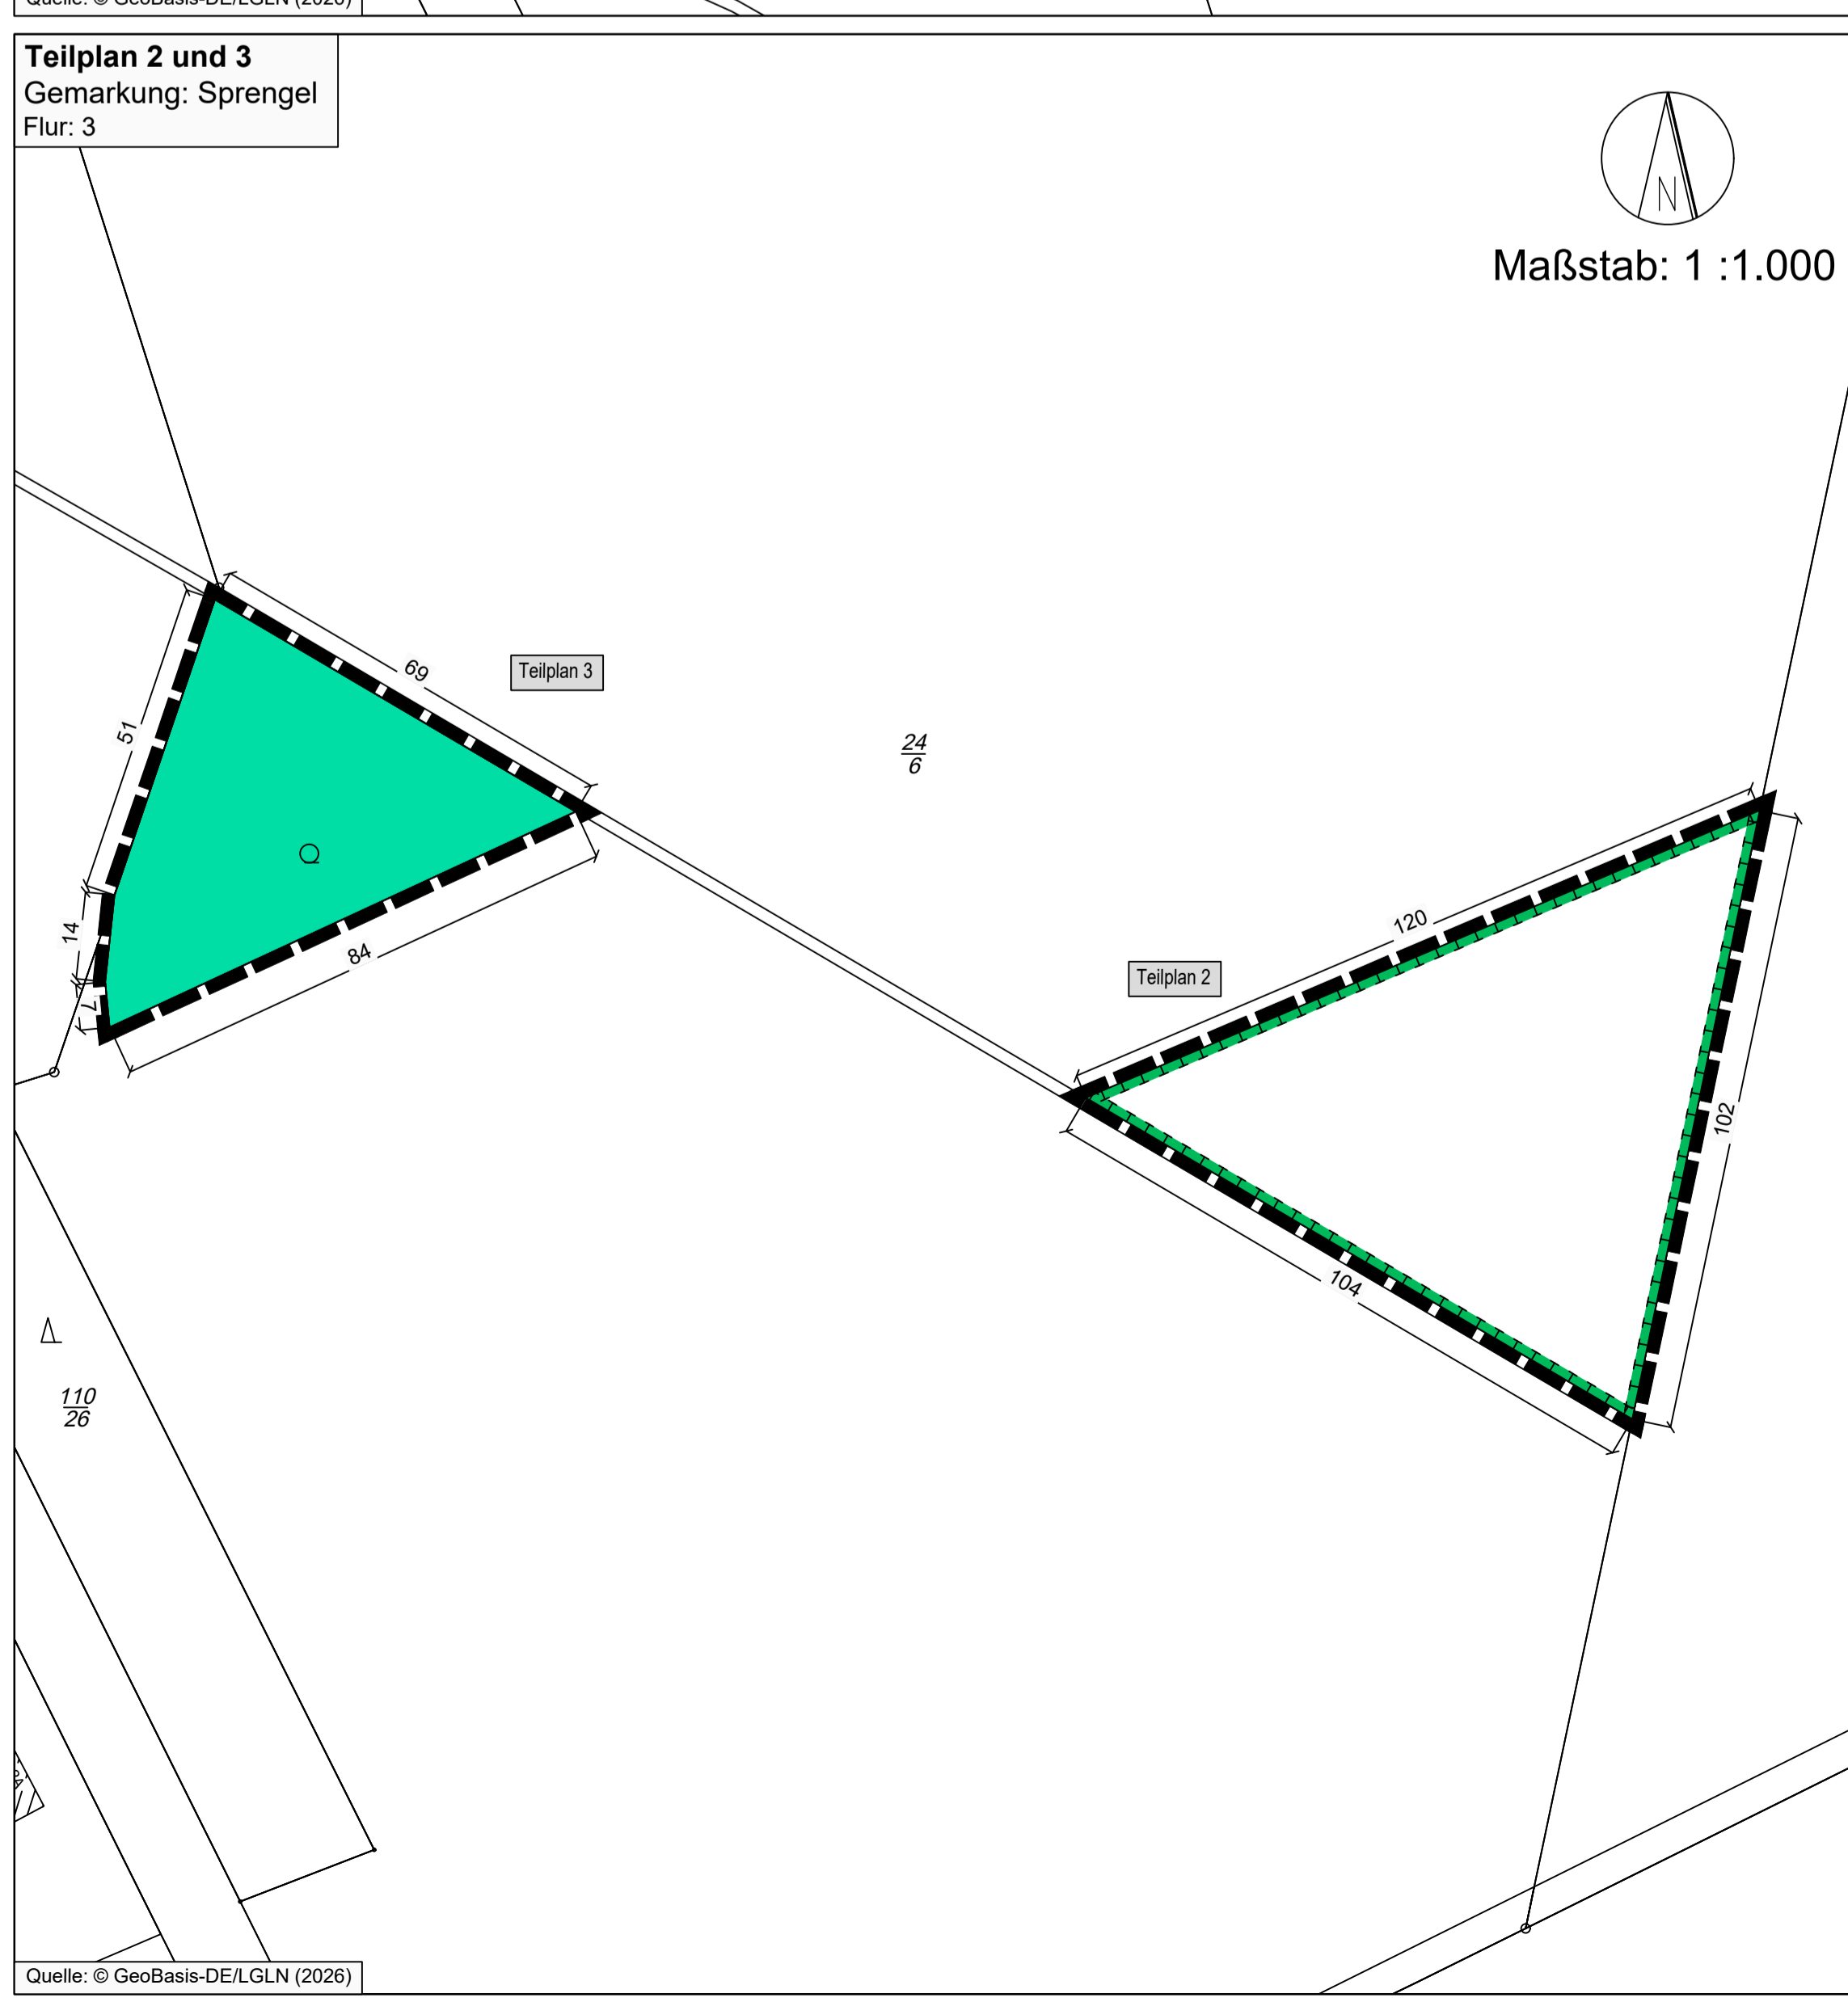 Quelle: © GeoBasis-DE/LGLN (2026)
Teilplan 2 und 3
Gemarkung: Sprengel
Flur: 3
N
Maßstab: 1 :1.000
69
Teilplan 3
51
24
6
14
84
7
120
Teilplan 2
102
104
110
26
Quelle: © GeoBasis-DE/LGLN (2026)